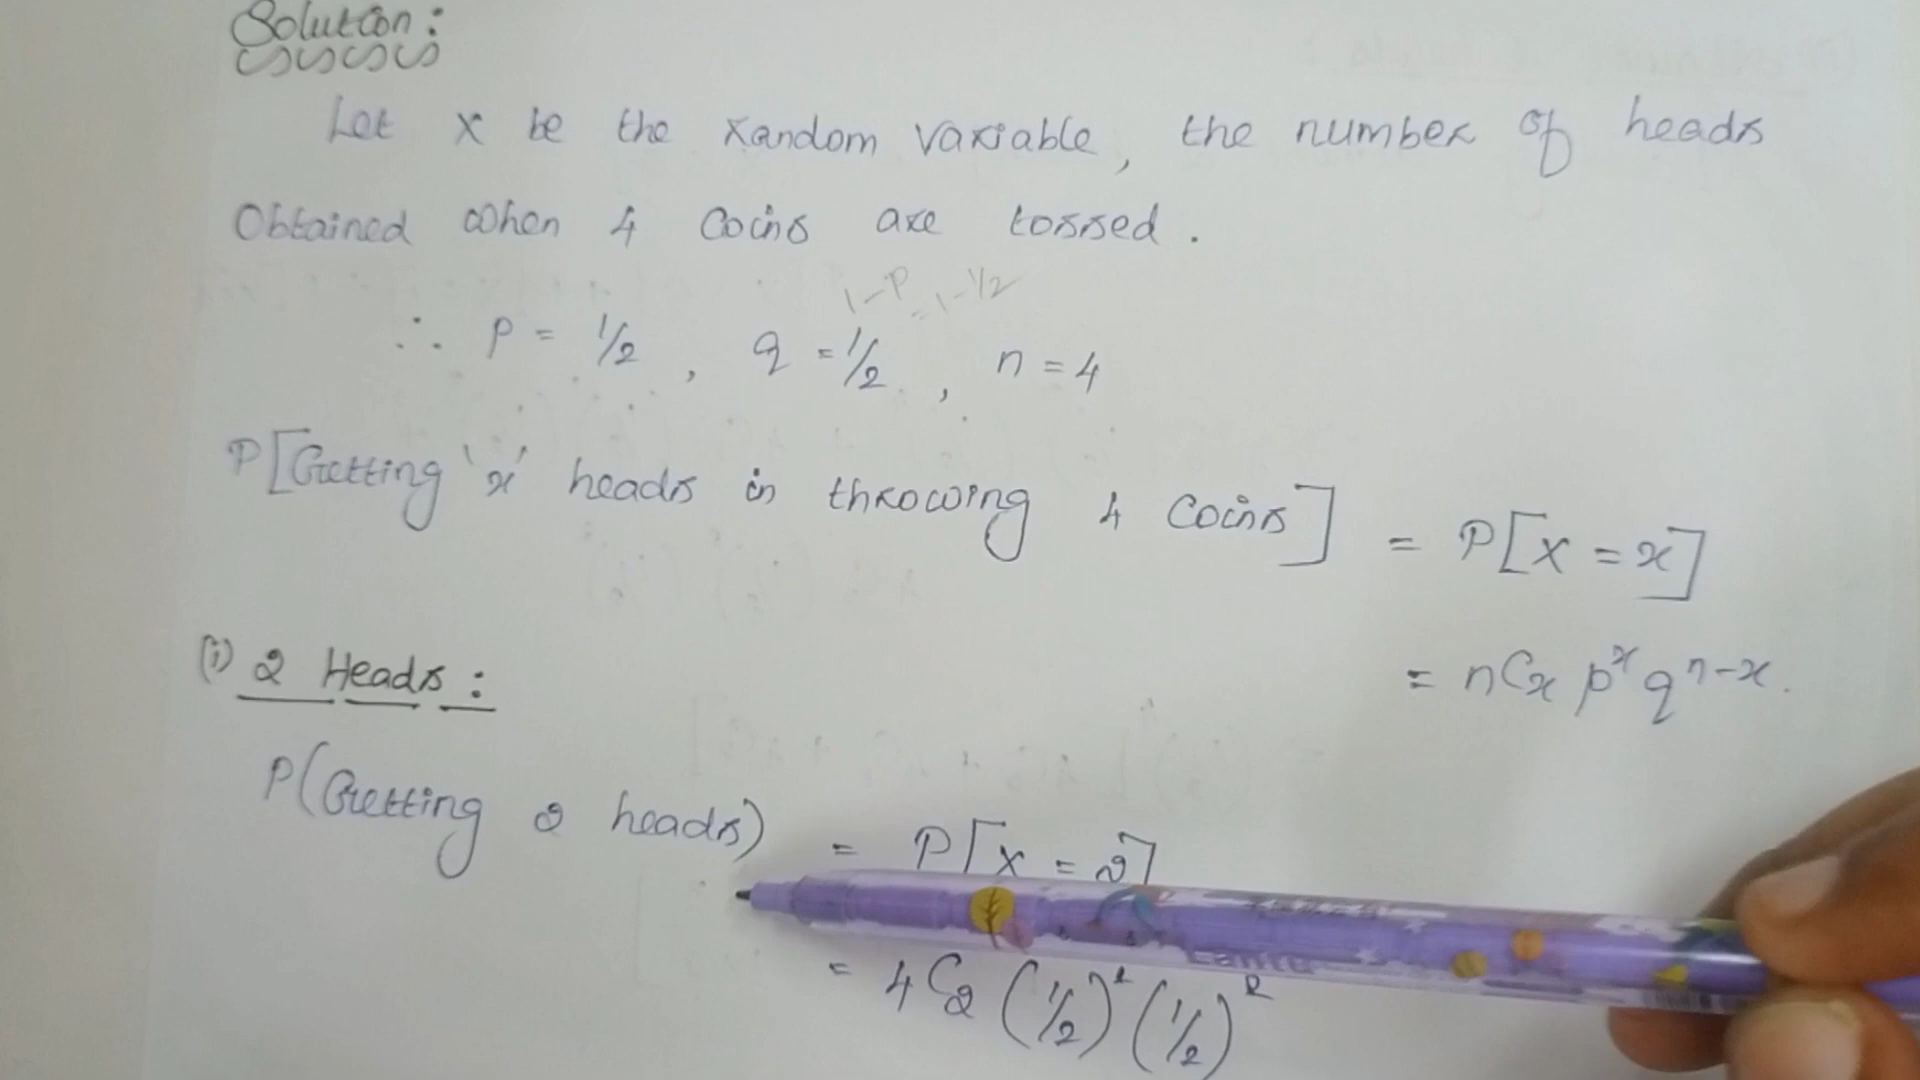 Solution:
Let X be the random variable, the number of heads
Obtained when 4 Coins are tossed.
1-P = 1-1/2
∴ p = 1/2, q = 1/2, n = 4
P[Getting 'x' heads in throwing 4 Coins] = P[X = x]
= nCx p^x q^n-x.
(i) 2 Heads:
P(Getting 2 heads) = P[X = 2]
= 4C2 (1/2)^2 (1/2)^2